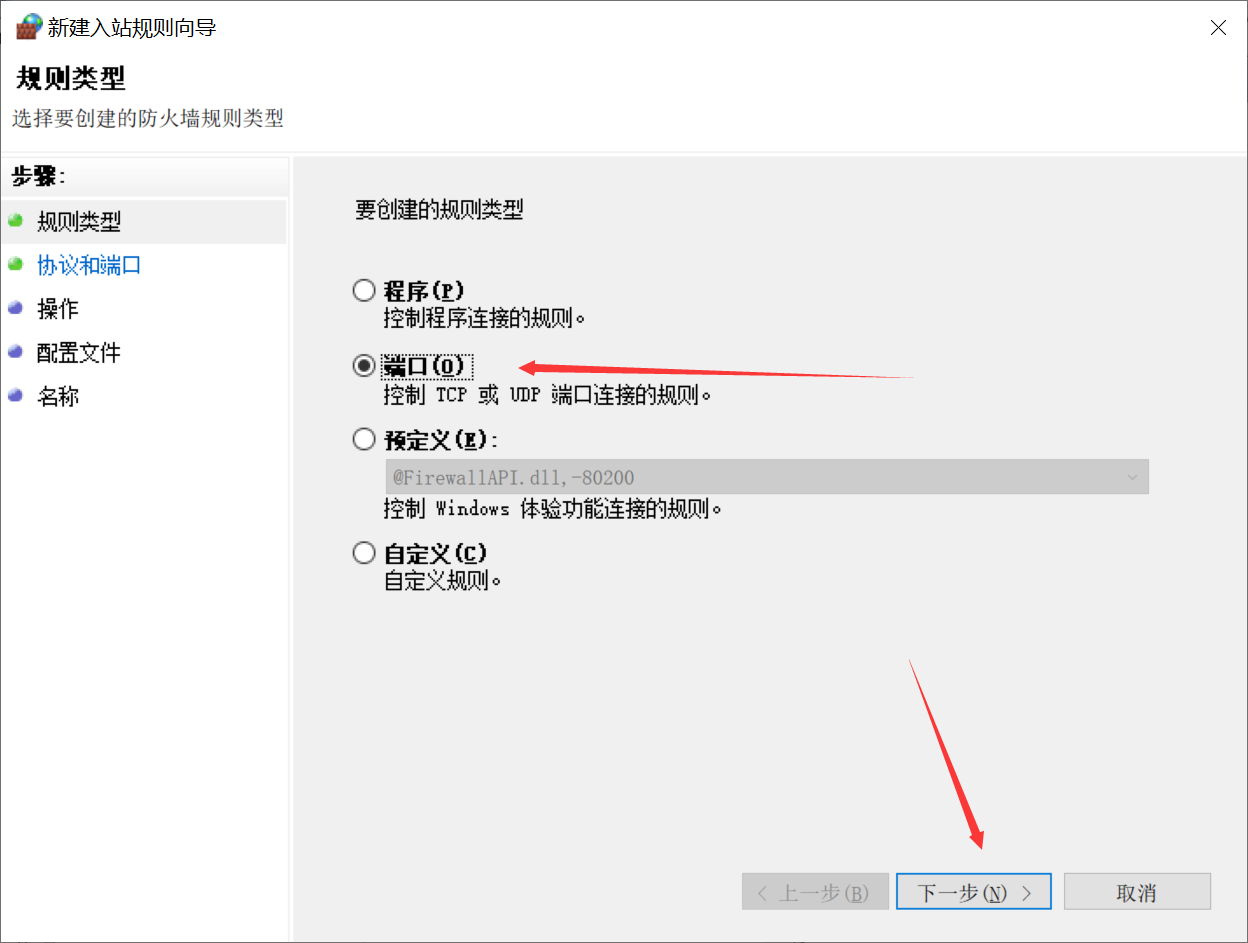 新建入站规则向导
规则类型
选择要创建的防火墙规则类型
步骤:
规则类型
协议和端口
操作
配置文件
名称
要创建的规则类型
程序(P)
控制程序连接的规则。
端口(O)
控制 TCP 或 UDP 端口连接的规则。
预定义(E):
@FirewallAPI.dll,-80200
控制 Windows 体验功能连接的规则。
自定义(C)
自定义规则。
< 上一步(B) 下一步(N) > 取消